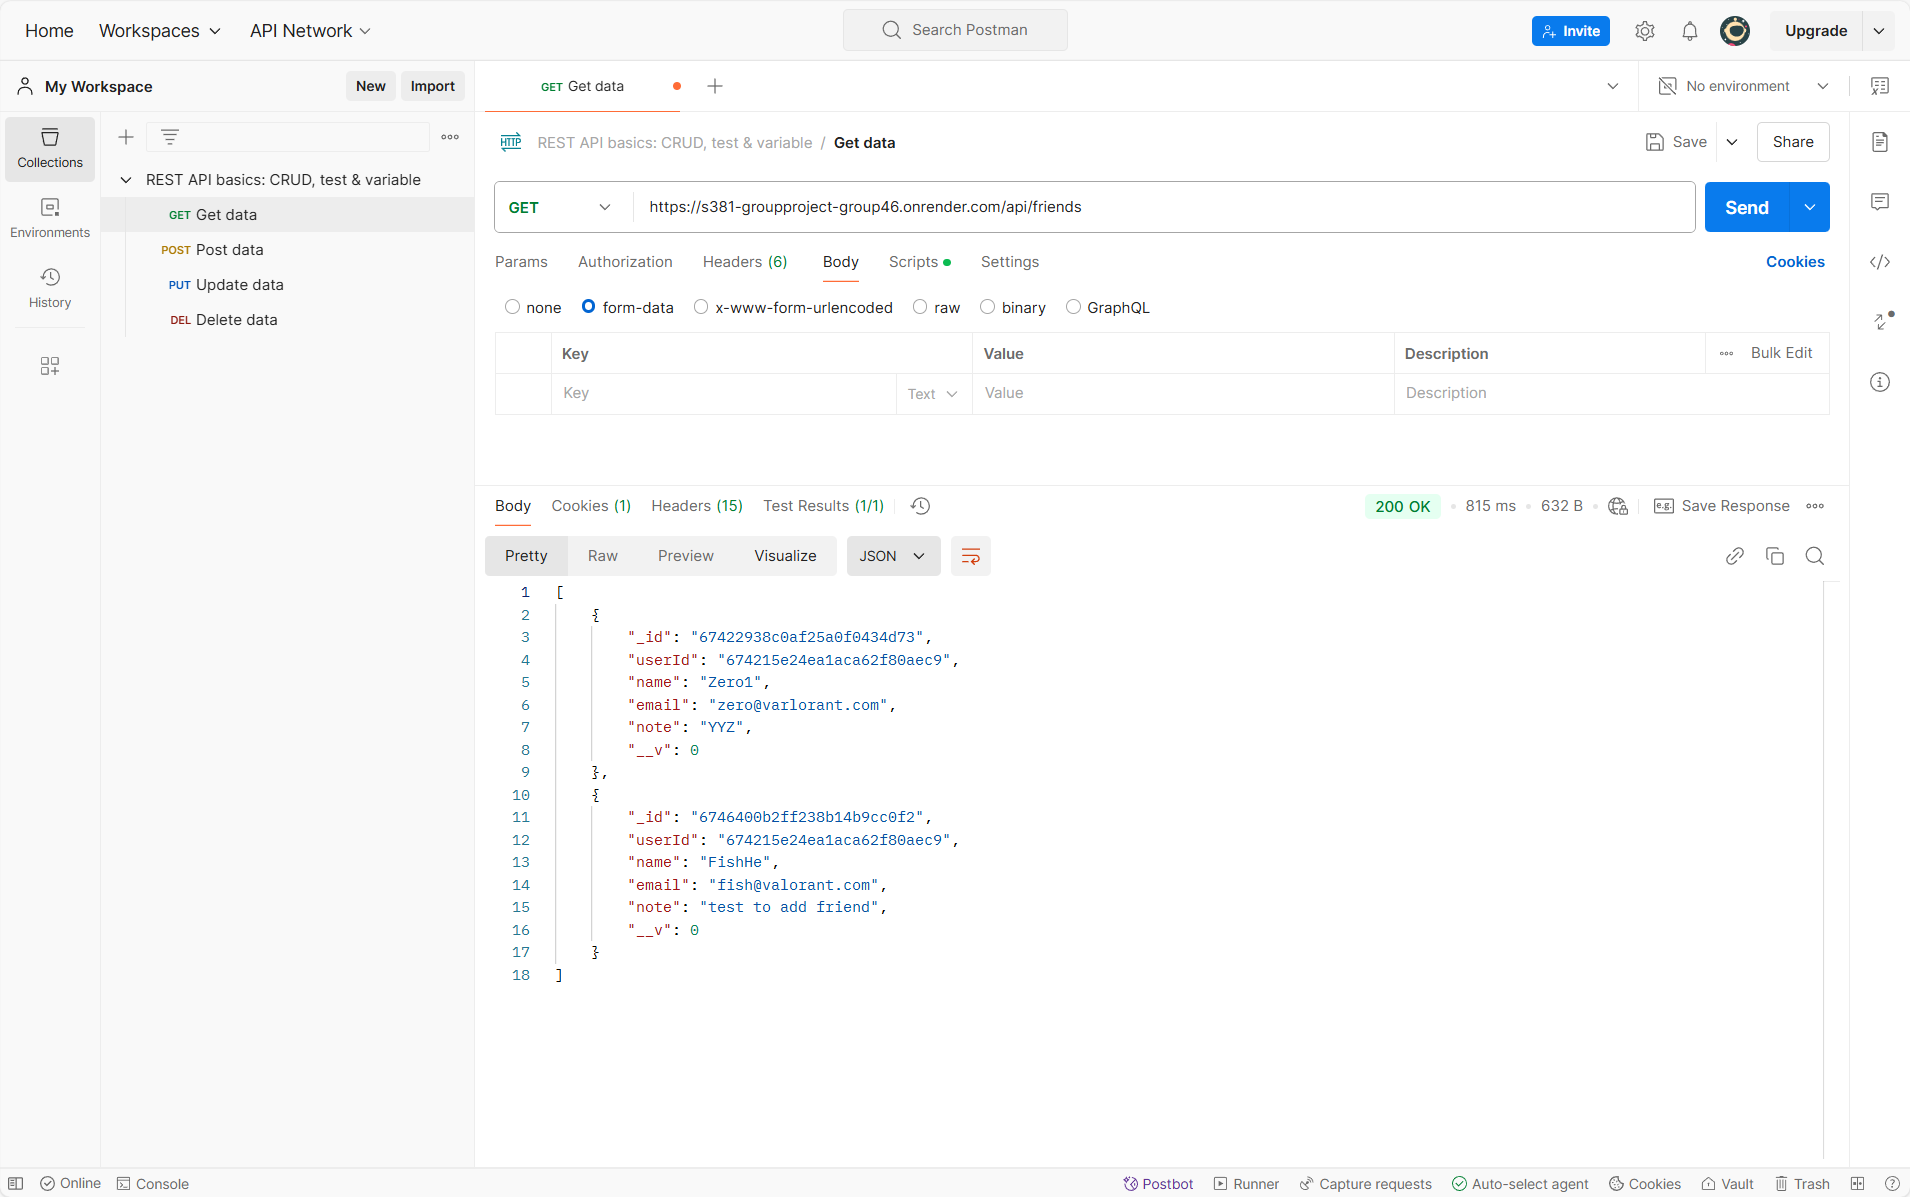 Home Workspaces API Network Search Postman Invite Upgrade
My Workspace New Import GET Get data No environment
Collections
Environments
History
REST API basics: CRUD, test & variable
GET Get data
POST Post data
PUT Update data
DEL Delete data
HTTP REST API basics: CRUD, test & variable / Get data Save Share
GET https://s381-groupproject-group46.onrender.com/api/friends Send
Params Authorization Headers (6) Body Scripts Settings Cookies
none form-data x-www-form-urlencoded raw binary GraphQL
Key Value Description Bulk Edit
Key Text Value Description
Body Cookies (1) Headers (15) Test Results (1/1) 200 OK 815 ms 632 B e.g. Save Response
Pretty Raw Preview Visualize JSON
1 [
2 {
3 "_id": "67422938c0af25a0f0434d73",
4 "userId": "674215e24ea1aca62f80aec9",
5 "name": "Zero1",
6 "email": "zero@varlorant.com",
7 "note": "YYZ",
8 "__v": 0
9 },
10 {
11 "_id": "6746400b2ff238b14b9cc0f2",
12 "userId": "674215e24ea1aca62f80aec9",
13 "name": "FishHe",
14 "email": "fish@valorant.com",
15 "note": "test to add friend",
16 "__v": 0
17 }
18 ]
Online Console Postbot Runner Capture requests Auto-select agent Cookies Vault Trash